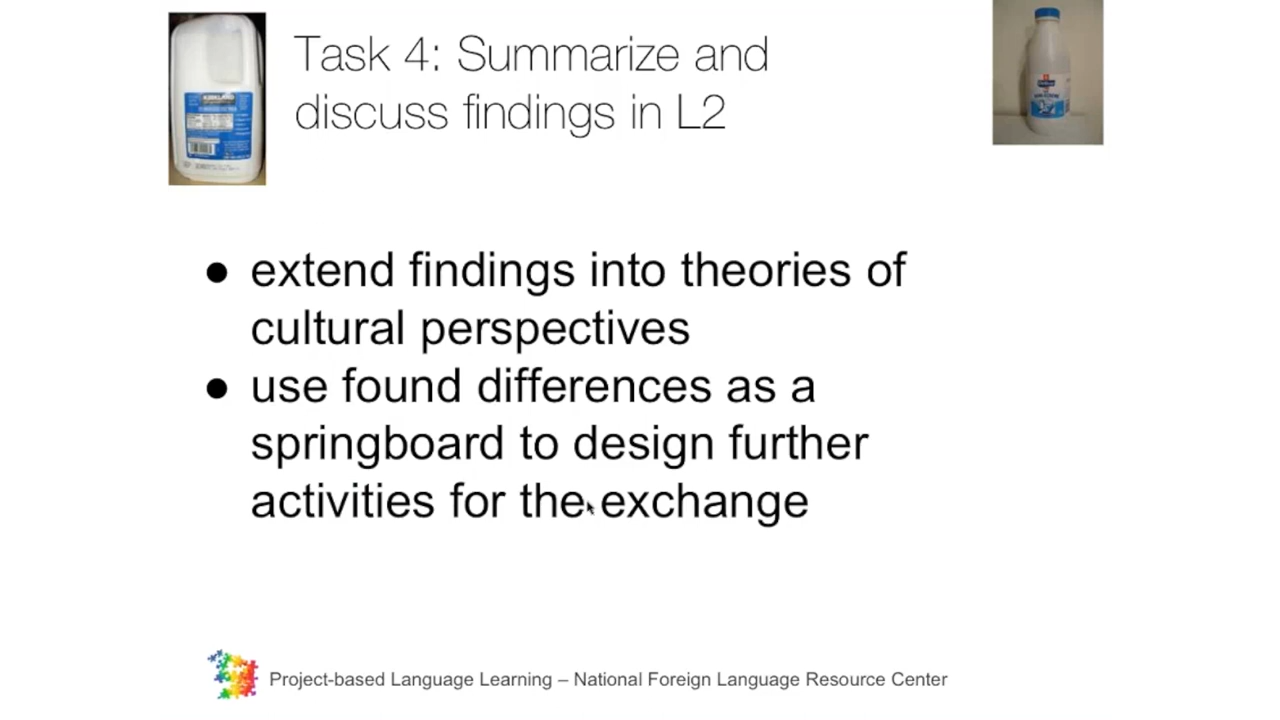 Task 4: Summarize and
discuss findings in L2
KIRKLAND
● extend findings into theories of
cultural perspectives
● use found differences as a
springboard to design further
activities for the exchange
Project-based Language Learning – National Foreign Language Resource Center